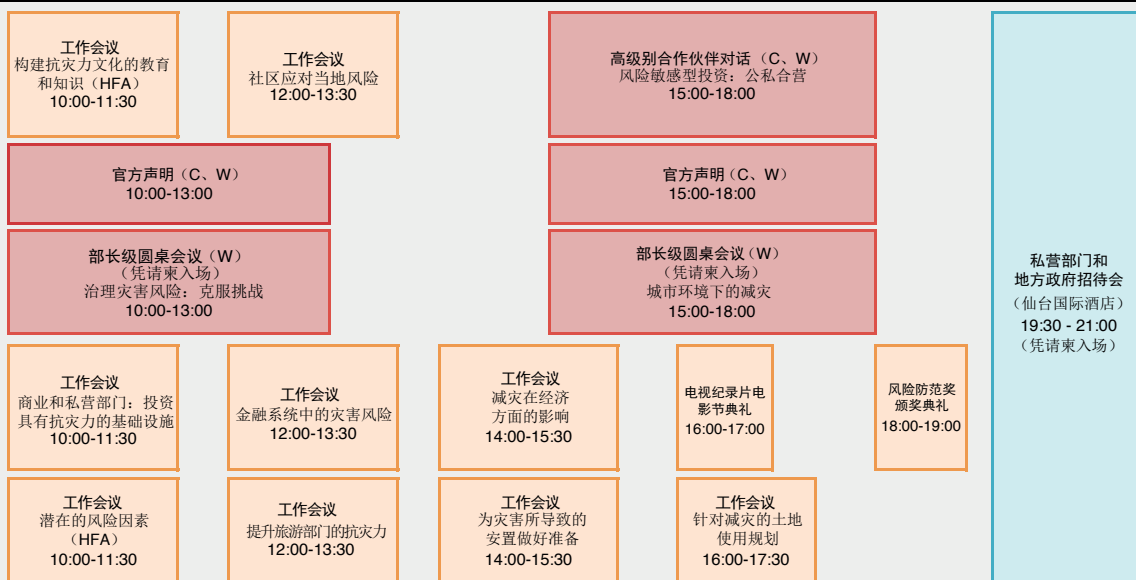 工作会议
构建抗灾力文化的教育
和知识（HFA）
10:00-11:30
工作会议
社区应对当地风险
12:00-13:30
高级别合作伙伴对话（C、W）
风险敏感型投资：公私合营
15:00-18:00
官方声明（C、W）
10:00-13:00
官方声明（C、W）
15:00-18:00
部长级圆桌会议（W）
（凭请柬入场）
治理灾害风险：克服挑战
10:00-13:00
部长级圆桌会议（W）
（凭请柬入场）
城市环境下的减灾
15:00-18:00
私营部门和
地方政府招待会
（仙台国际酒店）
19:30 - 21:00
（凭请柬入场）
工作会议
商业和私营部门：投资
具有抗灾力的基础设施
10:00-11:30
工作会议
金融系统中的灾害风险
12:00-13:30
工作会议
减灾在经济
方面的影响
14:00-15:30
电视纪录片电
影节典礼
16:00-17:00
风险防范奖
颁奖典礼
18:00-19:00
工作会议
潜在的风险因素
（HFA）
10:00-11:30
工作会议
提升旅游部门的抗灾力
12:00-13:30
工作会议
为灾害所导致的
安置做好准备
14:00-15:30
工作会议
针对减灾的土地
使用规划
16:00-17:30